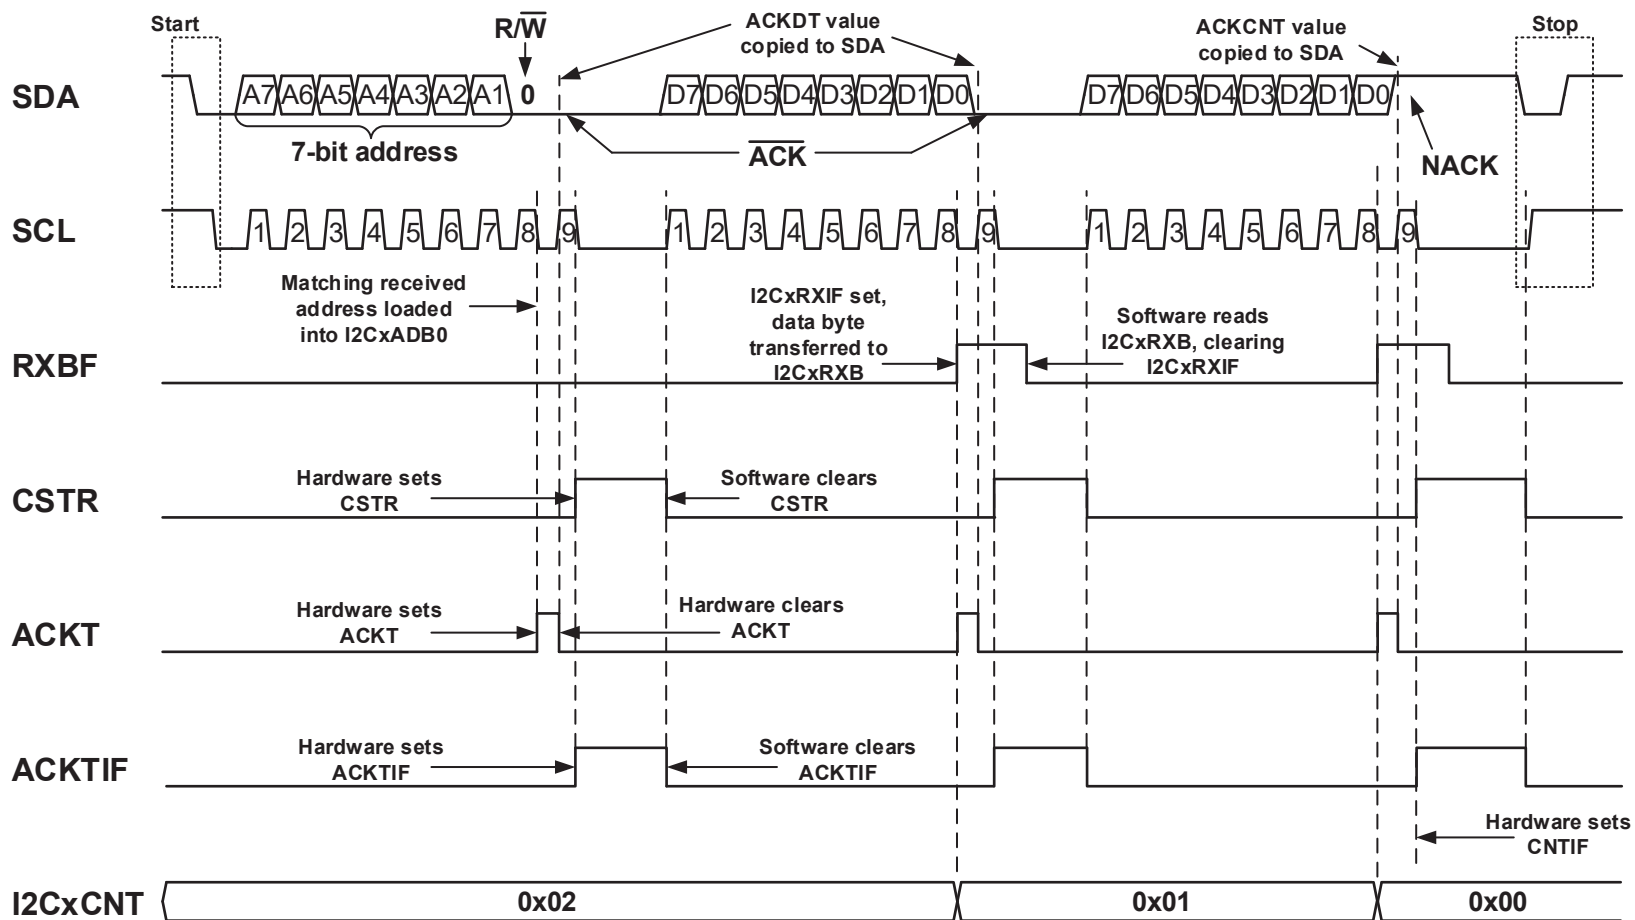 Start
R/W̅
ACKDT value
copied to SDA
ACKCNT value
copied to SDA
Stop
SDA
A7 A6 A5 A4 A3 A2 A1 0 D7 D6 D5 D4 D3 D2 D1 D0 D7 D6 D5 D4 D3 D2 D1 D0
7-bit address
A̅C̅K̅
NACK
SCL
1 2 3 4 5 6 7 8 9 1 2 3 4 5 6 7 8 9 1 2 3 4 5 6 7 8 9
Matching received
address loaded
into I2CxADB0
I2CxRXIF set,
data byte
transferred to
I2CxRXB
Software reads
I2CxRXB, clearing
I2CxRXIF
RXBF
Hardware sets
CSTR
Software clears
CSTR
CSTR
Hardware sets
ACKT
Hardware clears
ACKT
ACKT
Hardware sets
ACKTIF
Software clears
ACKTIF
ACKTIF
Hardware sets
CNTIF
I2CxCNT
0x02 0x01 0x00